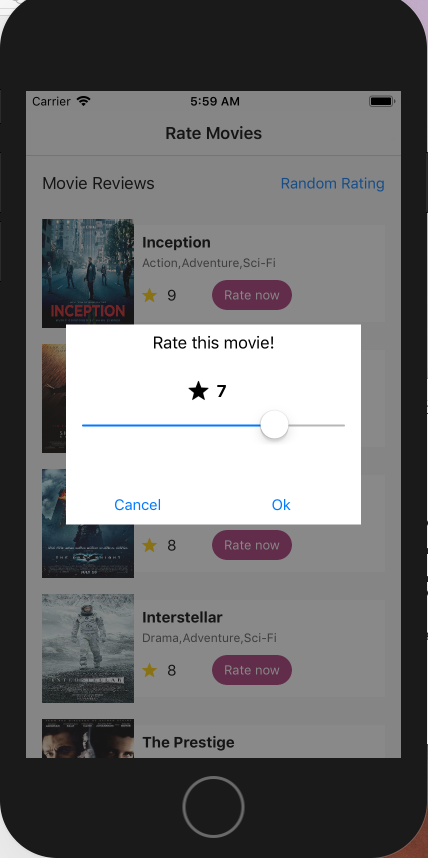 Carrier 5:59 AM
Rate Movies
Movie Reviews Random Rating
Inception
Action,Adventure,Sci-Fi
9 Rate now
INCEPTION
Rate this movie!
7
Cancel Ok
8 Rate now
Interstellar
Drama,Adventure,Sci-Fi
8 Rate now
The Prestige